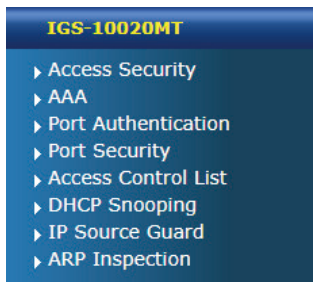 IGS-10020MT
Access Security
AAA
Port Authentication
Port Security
Access Control List
DHCP Snooping
IP Source Guard
ARP Inspection